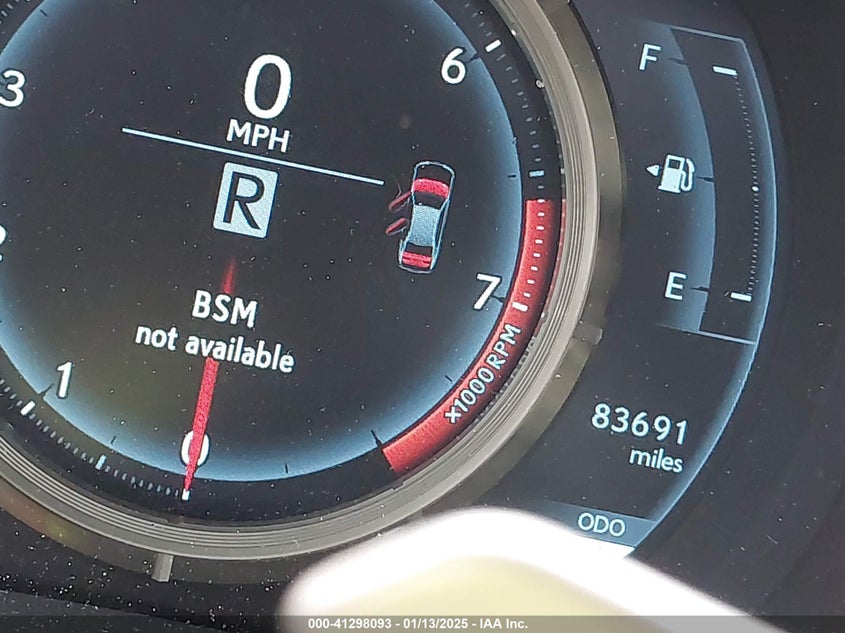 3
0
6
MPH
F
R
2
7
E
BSM
not available
1
x1000RPM
0
83691
miles
ODO
000-41298093 - 01/13/2025 - IAA Inc.